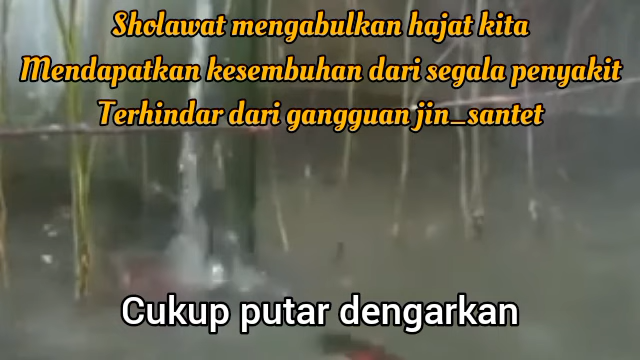 Sholawat mengabulkan hajat kita
Mendapatkan kesembuhan dari segala penyakit
Terhindar dari gangguan jin_santet
Cukup putar dengarkan